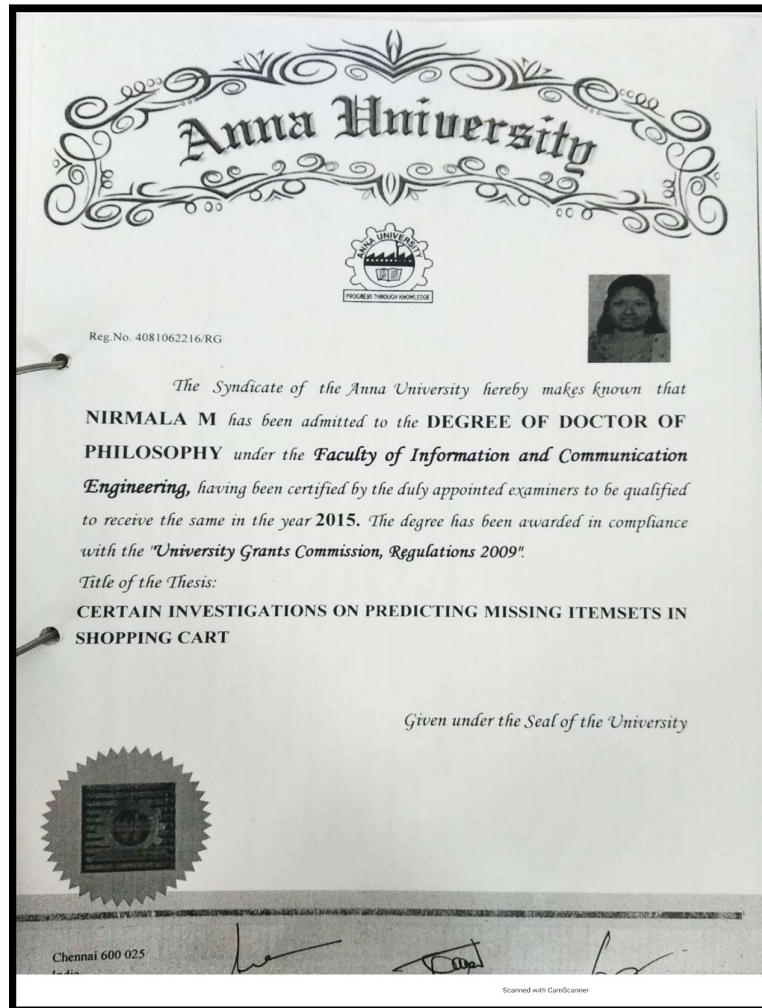 Anna University
ANNA UNIVERSITY
PROGRESS THROUGH KNOWLEDGE
Reg.No. 4081062216/RG
The Syndicate of the Anna University hereby makes known that
NIRMALA M has been admitted to the DEGREE OF DOCTOR OF
PHILOSOPHY under the Faculty of Information and Communication
Engineering, having been certified by the duly appointed examiners to be qualified
to receive the same in the year 2015. The degree has been awarded in compliance
with the "University Grants Commission, Regulations 2009".
Title of the Thesis:
CERTAIN INVESTIGATIONS ON PREDICTING MISSING ITEMSETS IN
SHOPPING CART
Given under the Seal of the University
Chennai 600 025
India
Scanned with CamScanner